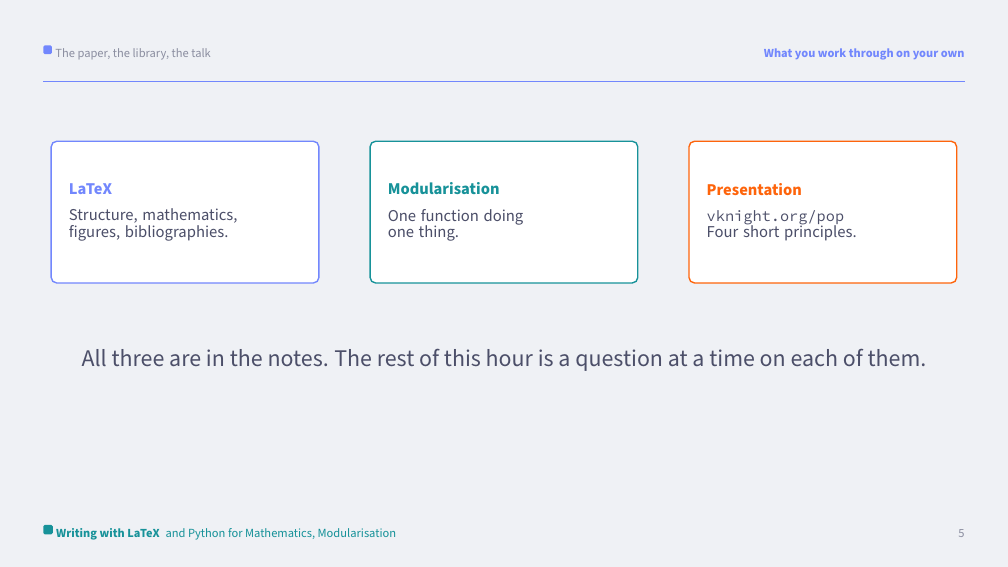 The paper, the library, the talk
What you work through on your own
LaTeX
Structure, mathematics,
figures, bibliographies.
Modularisation
One function doing
one thing.
Presentation
vknight.org/pop
Four short principles.
All three are in the notes. The rest of this hour is a question at a time on each of them.
Writing with LaTeX and Python for Mathematics, Modularisation
5